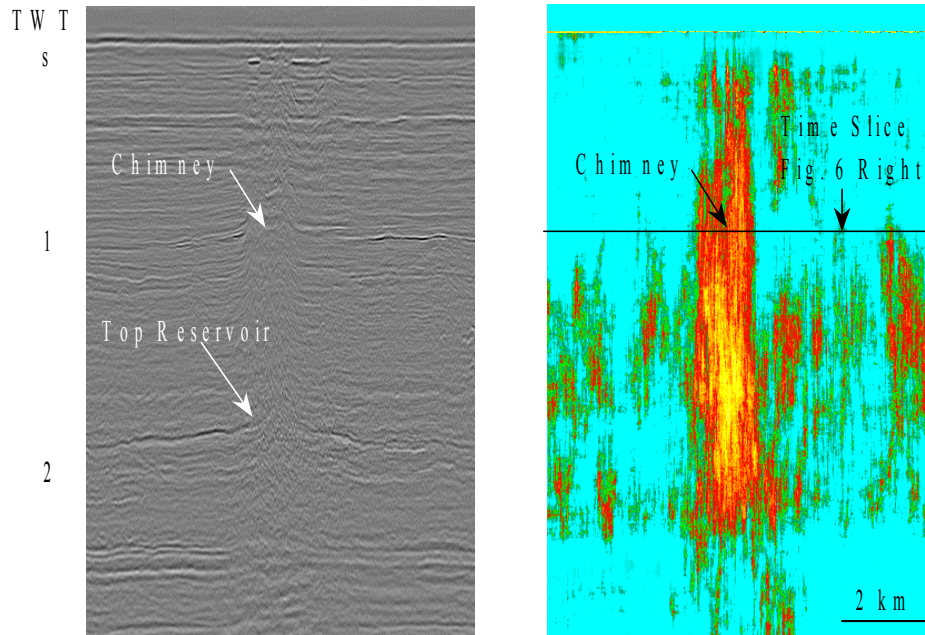 TWT
s
Chimney
1
Top Reservoir
2
Time Slice
Chimney
Fig. 6 Right
2 km